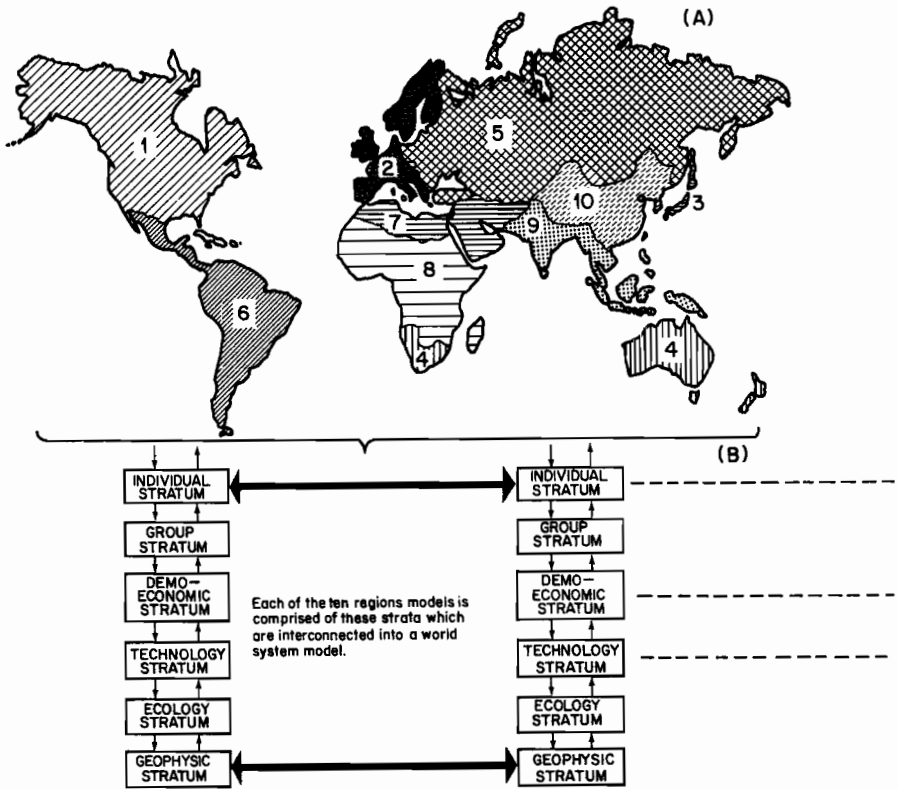 (A)
1
2
3
4
4
5
6
7
8
9
10
(B)
INDIVIDUAL
STRATUM
GROUP
STRATUM
DEMO-
ECONOMIC
STRATUM
TECHNOLOGY
STRATUM
ECOLOGY
STRATUM
GEOPHYSIC
STRATUM
Each of the ten regions models is
comprised of these strata which
are interconnected into a world
system model.
INDIVIDUAL
STRATUM
GROUP
STRATUM
DEMO-
ECONOMIC
STRATUM
TECHNOLOGY
STRATUM
ECOLOGY
STRATUM
GEOPHYSIC
STRATUM